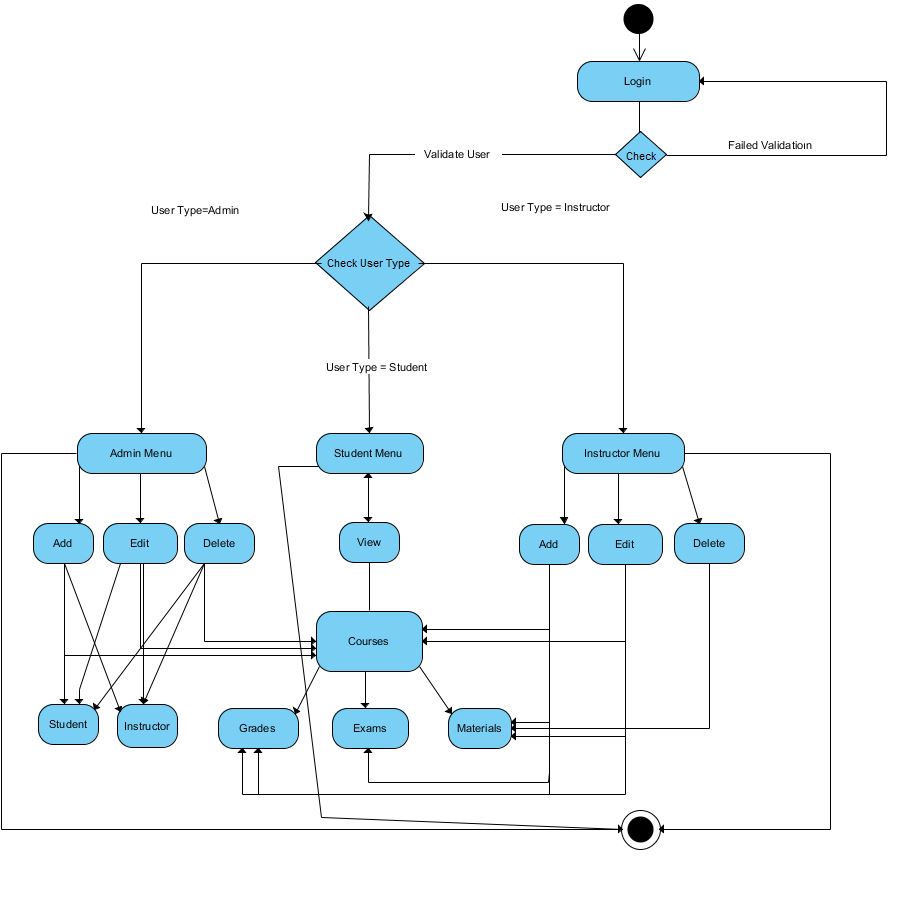 Login
Check
Failed Validatioin
Validate User
User Type=Admin
User Type = Instructor
Check User Type
User Type = Student
Admin Menu
Student Menu
Instructor Menu
Add
Edit
Delete
View
Add
Edit
Delete
Courses
Student
Instructor
Grades
Exams
Materials